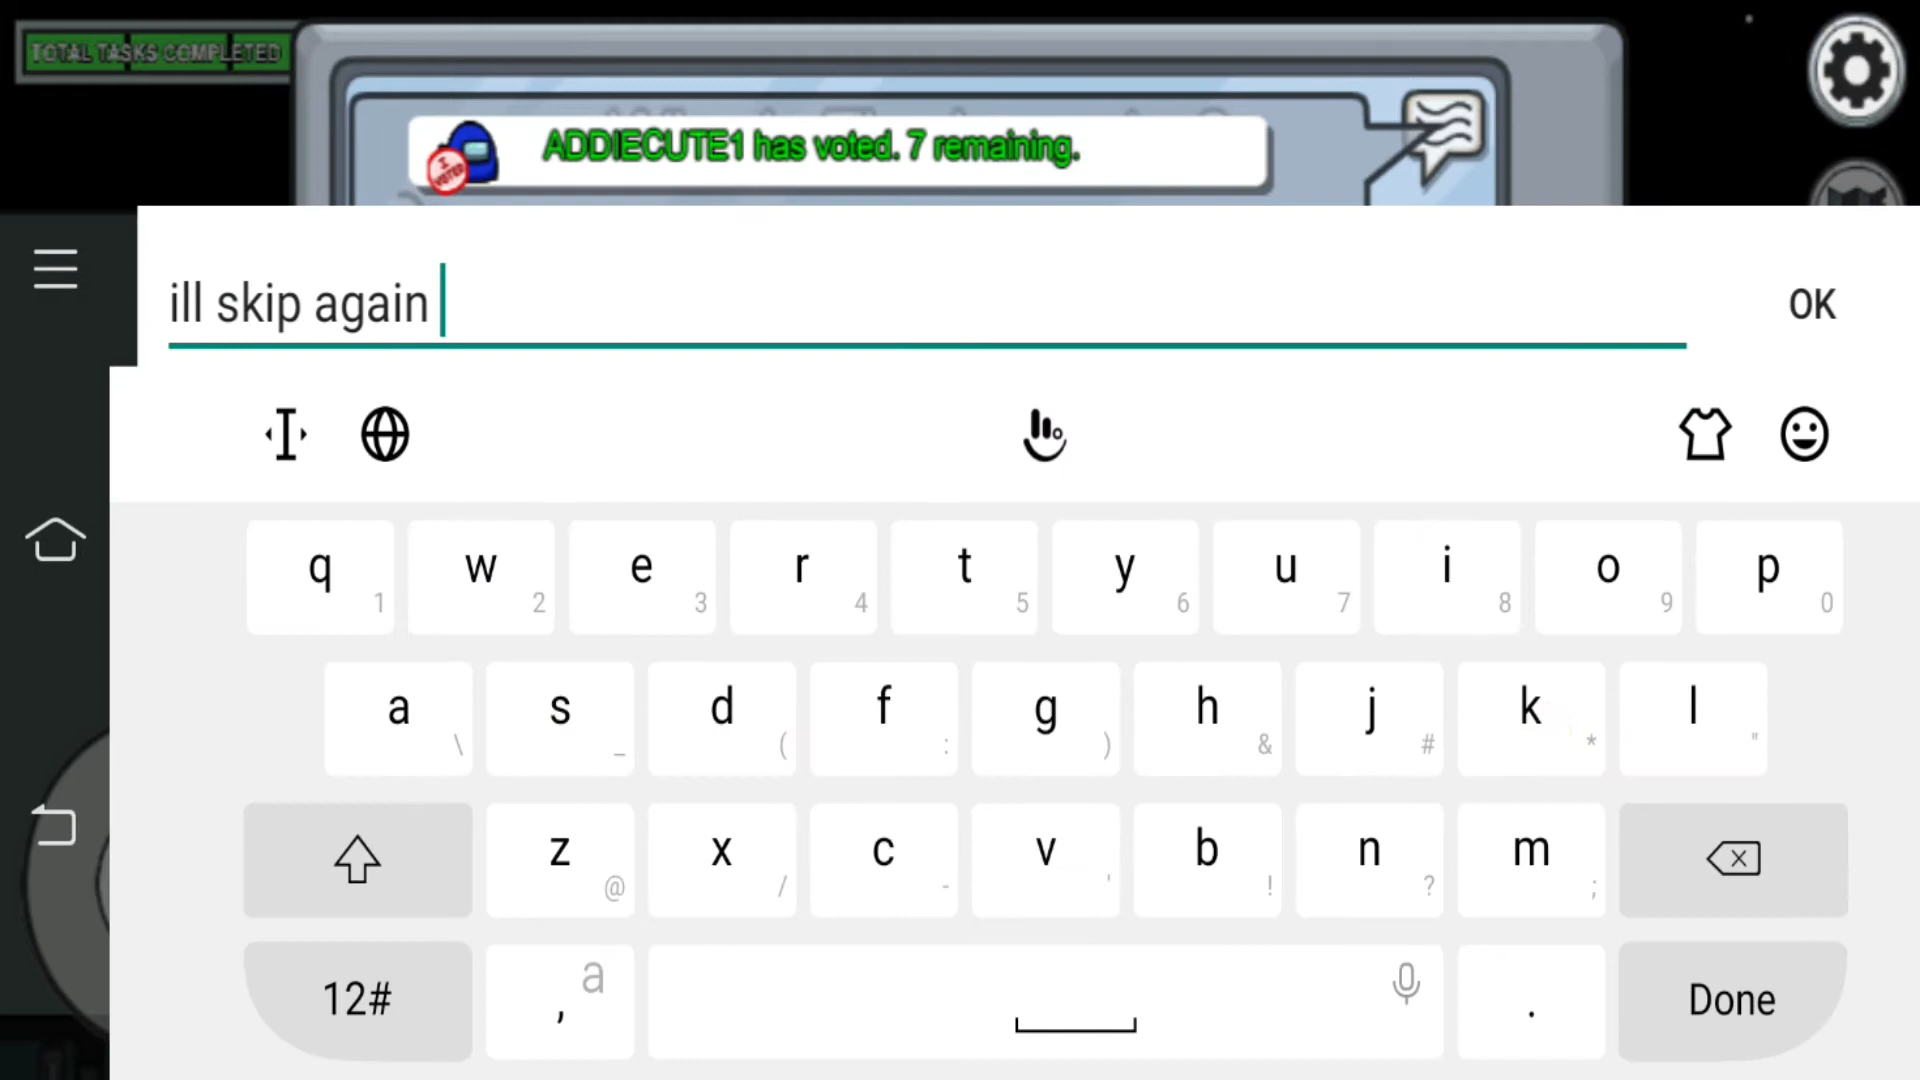 TOTAL TASKS COMPLETED
I VOTED
ADDIECUTE1 has voted. 7 remaining.
ill skip again
OK
q 1 w 2 e 3 r 4 t 5 y 6 u 7 i 8 o 9 p 0
a \ s _ d ( f : g ) h & j # k * l "
z @ x / c - v ' b ! n ? m ;
12# , a . Done